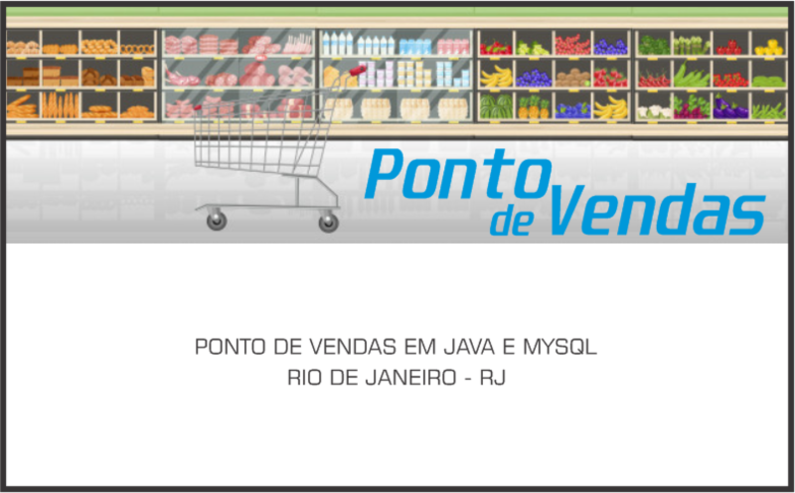 Ponto
de Vendas
PONTO DE VENDAS EM JAVA E MYSQL
RIO DE JANEIRO - RJ